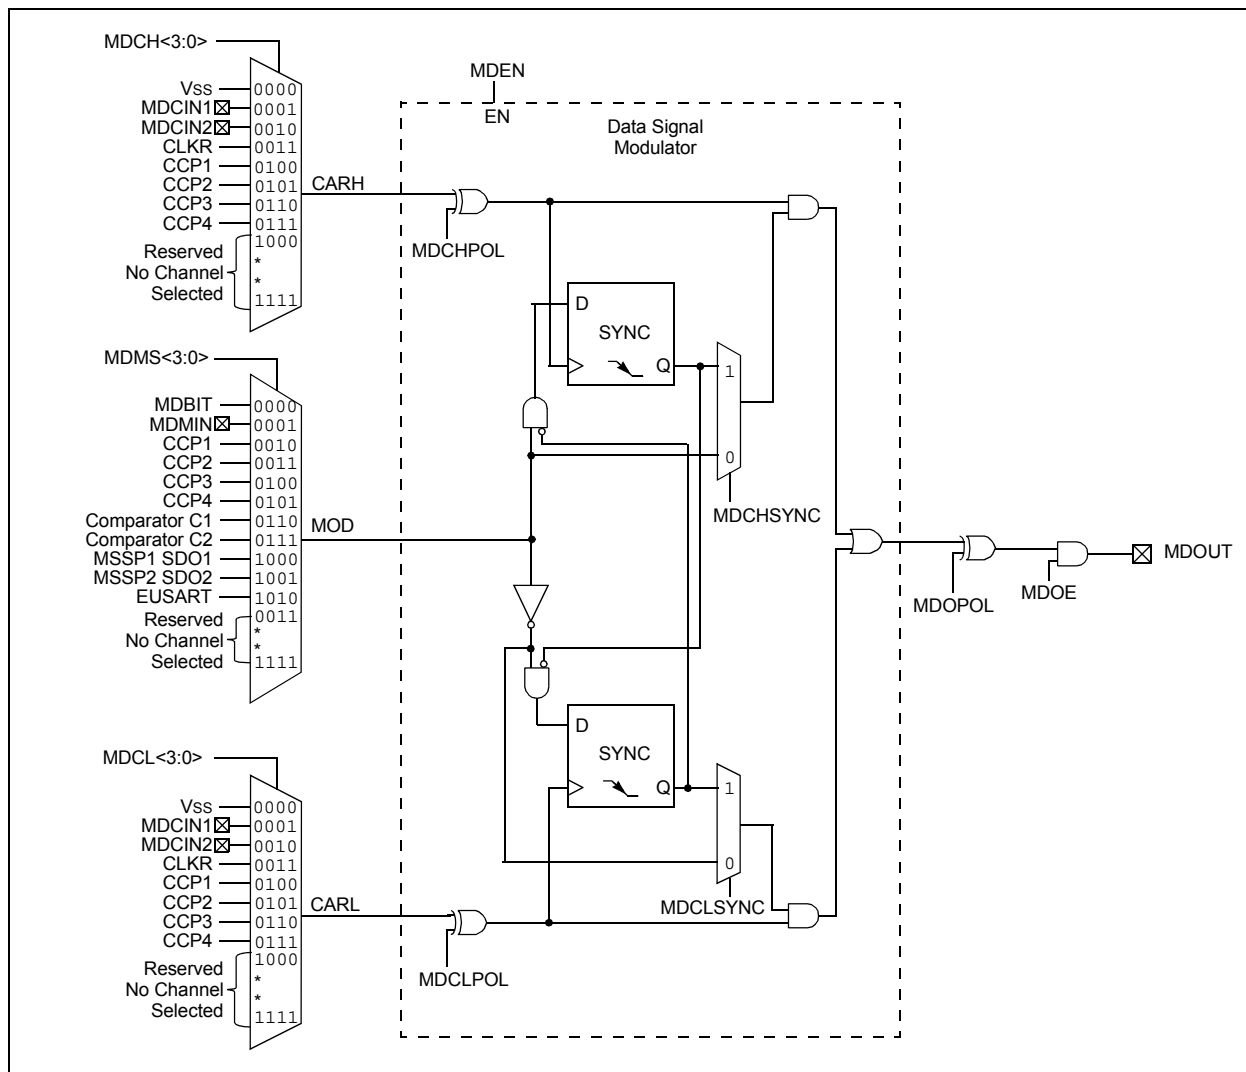 MDCH<3:0>
VSS 0000
MDCIN1 0001
MDCIN2 0010
CLKR 0011
CCP1 0100
CCP2 0101
CCP3 0110
CCP4 0111
1000
Reserved
No Channel
Selected
*
*
1111
CARH
MDEN
EN
Data Signal
Modulator
MDCHPOL
D
SYNC
Q
1
0
MDCHSYNC
MDMS<3:0>
MDBIT 0000
MDMIN 0001
CCP1 0010
CCP2 0011
CCP3 0100
CCP4 0101
Comparator C1 0110
Comparator C2 0111
MSSP1 SDO1 1000
MSSP2 SDO2 1001
EUSART 1010
0011
Reserved
No Channel
Selected
*
*
1111
MOD
MDOPOL
MDOE
MDOUT
D
SYNC
Q
1
0
MDCLSYNC
MDCL<3:0>
VSS 0000
MDCIN1 0001
MDCIN2 0010
CLKR 0011
CCP1 0100
CCP2 0101
CCP3 0110
CCP4 0111
1000
Reserved
No Channel
Selected
*
*
1111
CARL
MDCLPOL